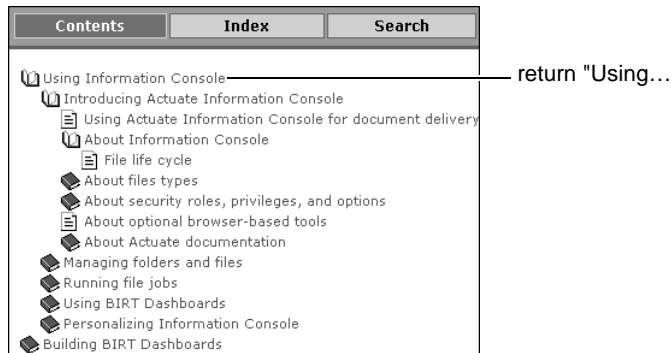 Contents Index Search
Using Information Console return "Using…
Introducing Actuate Information Console
Using Actuate Information Console for document delivery
About Information Console
File life cycle
About files types
About security roles, privileges, and options
About optional browser-based tools
About Actuate documentation
Managing folders and files
Running file jobs
Using BIRT Dashboards
Personalizing Information Console
Building BIRT Dashboards